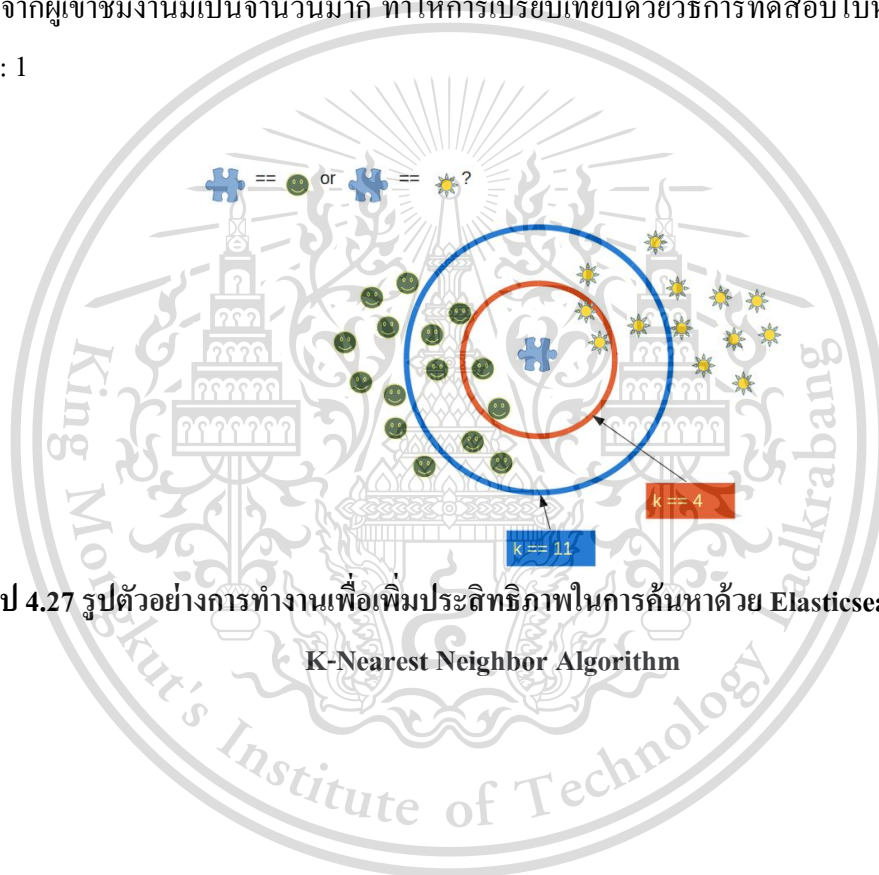 จากผู้เข้าชมงานมีเป็นจำนวนมาก ทำให้การเปรียบเทียบด้วยวิธีการทดสอบใบห
: 1
== or == ?
k == 4
k == 11
ป 4.27 รูปตัวอย่างการทำงานเพื่อเพิ่มประสิทธิภาพในการค้นหาด้วย Elasticsea
K-Nearest Neighbor Algorithm
King Mongkut's Institute of Technology Ladkrabang